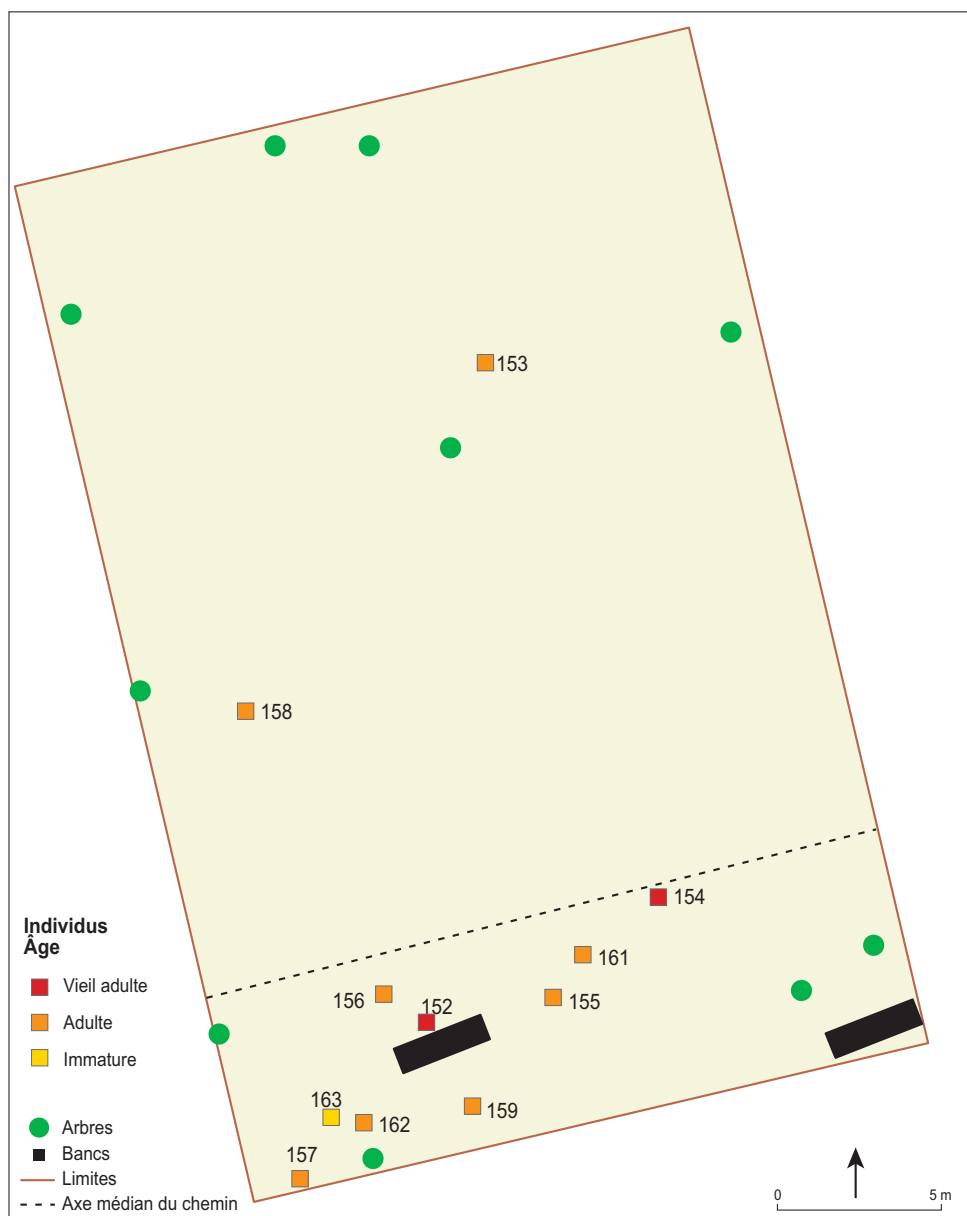 153
158
154
161
156
155
152
163
159
162
157
Individus
Âge
Vieil adulte
Adulte
Immature
Arbres
Bancs
Limites
Axe médian du chemin
0 5 m